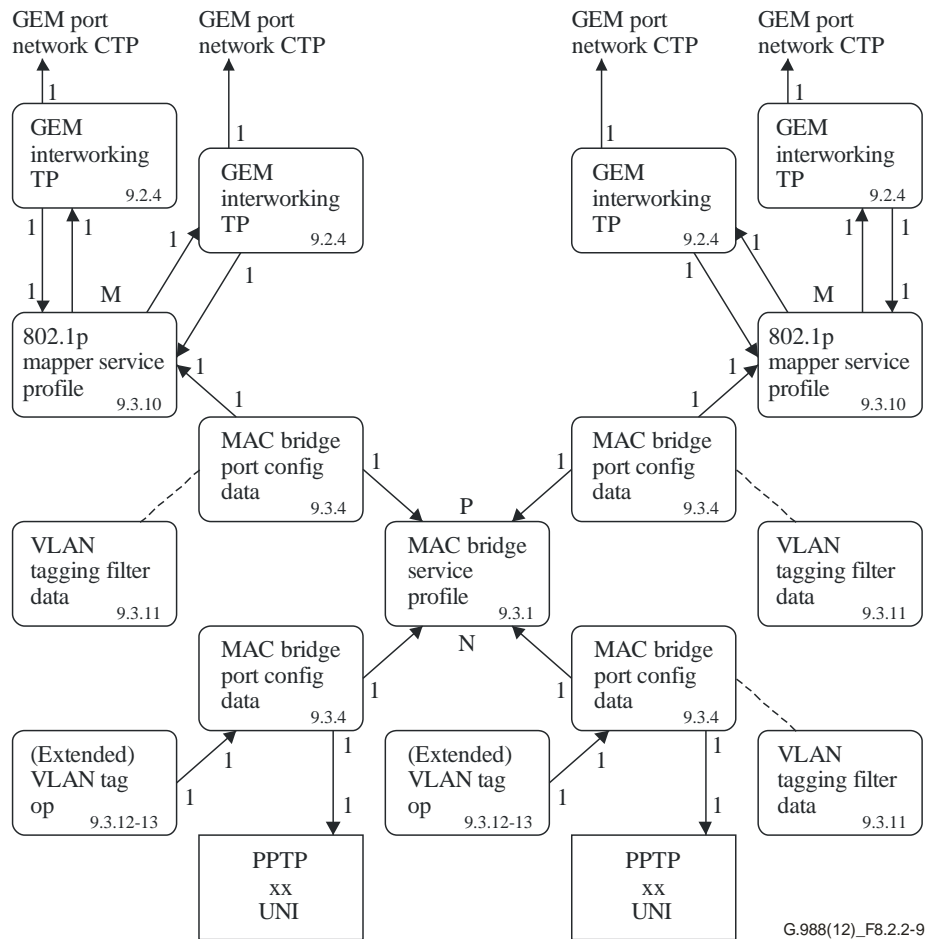 GEM port
network CTP
GEM port
network CTP
GEM port
network CTP
GEM port
network CTP
1
1
1
1
GEM
interworking
TP
9.2.4
GEM
interworking
TP
9.2.4
GEM
interworking
TP
9.2.4
GEM
interworking
TP
9.2.4
1
1
1
1
1
1
1
1
1
M
1
M
802.1p
mapper service
profile
9.3.10
802.1p
mapper service
profile
9.3.10
1
1
1
1
MAC bridge
port config
data
9.3.4
MAC bridge
port config
data
9.3.4
1
1
P
VLAN
tagging filter
data
9.3.11
MAC bridge
service
profile
9.3.1
VLAN
tagging filter
data
9.3.11
N
MAC bridge
port config
data
9.3.4
MAC bridge
port config
data
9.3.4
1
1
(Extended)
VLAN tag
op
9.3.12-13
(Extended)
VLAN tag
op
9.3.12-13
VLAN
tagging filter
data
9.3.11
1
1
1
1
1
1
1
1
PPTP
xx
UNI
PPTP
xx
UNI
G.988(12)_F8.2.2-9